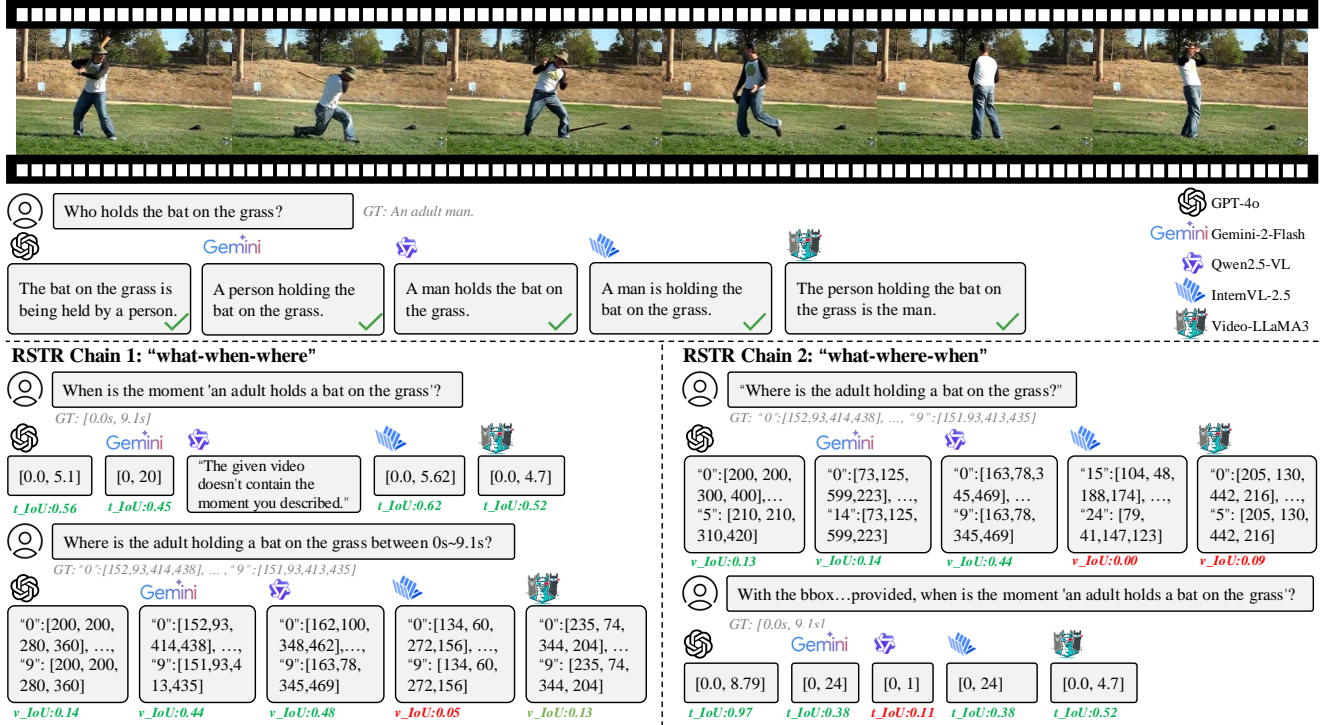 Who holds the bat on the grass?
GT: An adult man.
GPT-4o
Gemini Gemini-2-Flash
Qwen2.5-VL
InternVL-2.5
Video-LLaMA3
Gemini
The bat on the grass is
being held by a person.
A person holding the
bat on the grass.
A man holds the bat on
the grass.
A man is holding the
bat on the grass.
The person holding the bat on
the grass is the man.
RSTR Chain 1: “what-when-where”
When is the moment 'an adult holds a bat on the grass'?
GT: [0.0s, 9.1s]
Gemini
[0.0, 5.1]
t_IoU:0.56
[0, 20]
t_IoU:0.45
“The given video
doesn't contain the
moment you described.”
[0.0, 5.62]
t_IoU:0.62
[0.0, 4.7]
t_IoU:0.52
Where is the adult holding a bat on the grass between 0s~9.1s?
GT:“0”:[152,93,414,438], … ,“9”:[151,93,413,435]
Gemini
“0”:[200, 200,
280, 360], …,
“9”: [200, 200,
280, 360]
v_IoU:0.14
“0”:[152,93,
414,438], …,
“9”:[151,93,4
13,435]
v_IoU:0.44
“0”:[162,100,
348,462],…,
“9”:[163,78,
345,469]
v_IoU:0.48
“0”:[134, 60,
272,156], …,
“9”: [134, 60,
272,156]
v_IoU:0.05
“0”:[235, 74,
344, 204], …,
“9”: [235, 74,
344, 204]
v_IoU:0.13
RSTR Chain 2: “what-where-when”
“Where is the adult holding a bat on the grass?”
GT: “0”:[152,93,414,438], …, “9”:[151,93,413,435]
Gemini
“0”:[200, 200,
300, 400],…,
“5”: [210, 210,
310,420]
v_IoU:0.13
“0”:[73,125,
599,223], …,
“14”:[73,125,
599,223]
v_IoU:0.14
“0”:[163,78,3
45,469], …
“9”:[163,78,
345,469]
v_IoU:0.44
“15”:[104, 48,
188,174], …,
“24”: [79,
41,147,123]
v_IoU:0.00
“0”:[205, 130,
442, 216], …,
“5”: [205, 130,
442, 216]
v_IoU:0.09
With the bbox…provided, when is the moment 'an adult holds a bat on the grass'?
GT: [0.0s, 9.1s]
Gemini
[0.0, 8.79]
t_IoU:0.97
[0, 24]
t_IoU:0.38
[0, 1]
t_IoU:0.11
[0, 24]
t_IoU:0.38
[0.0, 4.7]
t_IoU:0.52